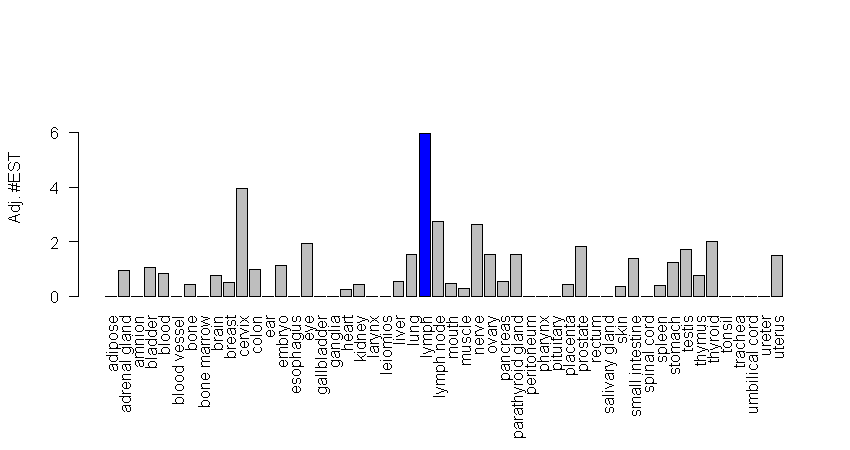 Adj. #EST
6
4
2
0
adipose
adrenal gland
amnion
bladder
blood
blood vessel
bone
bone marrow
brain
breast
cervix
colon
ear
embryo
esophagus
eye
gallbladder
ganglia
heart
kidney
larynx
leiomios
liver
lung
lymph
lymph node
mouth
muscle
nerve
ovary
pancreas
parathyroid gland
peritoneum
pharynx
pituitary
placenta
prostate
rectum
salivary gland
skin
small intestine
spinal cord
spleen
stomach
testis
thymus
thyroid
tonsil
trachea
umbilical cord
ureter
uterus